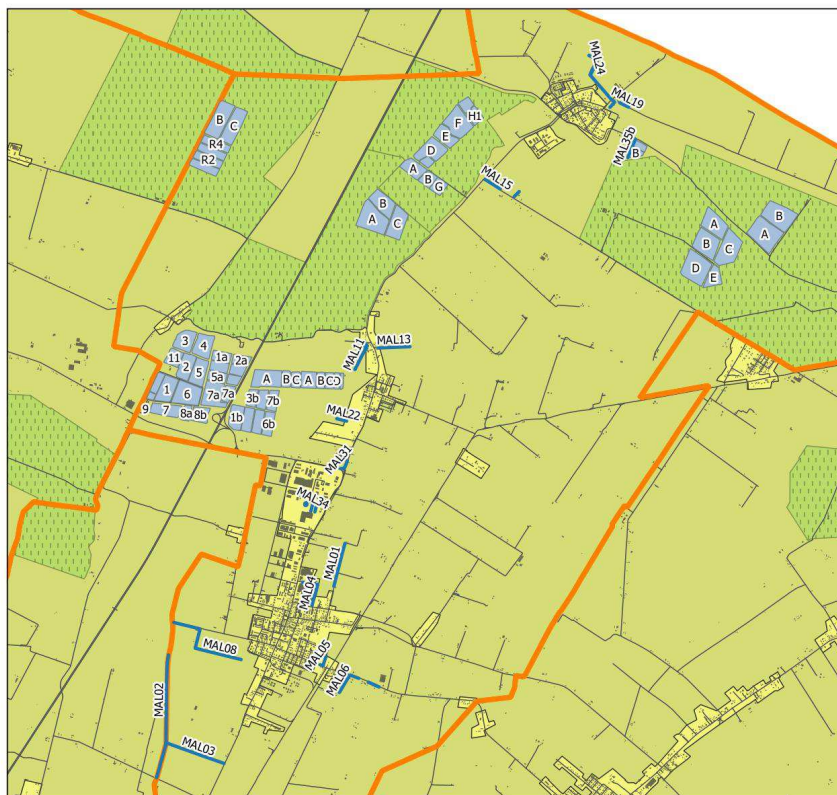 MAL24
MAL19
B
C
R4
R2
H1
F
E
D
A
B
G
MAL35b
B
MAL15
B
A
C
A
B
C
D
E
B
A
3
4
11
2
5
1a
2a
5a
1
6
7a
7a
9
7
8a
8b
A
B
C
A
B
C
3b
7b
1b
6b
MAL11
MAL13
MAL22
MAL31
MAL34
MAL01
MAL04
MAL05
MAL06
MAL08
MAL02
MAL03